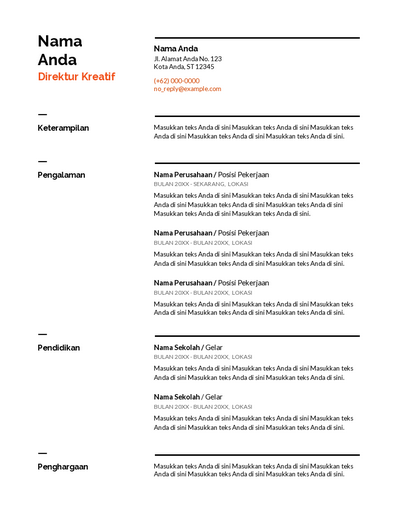 Nama
Anda
Direktur Kreatif
Nama Anda
Jl. Alamat Anda No. 123
Kota Anda, ST 12345
(+62) 000-0000
no_reply@example.com
Keterampilan
Masukkan teks Anda di sini Masukkan teks Anda di sini Masukkan teks
Anda di sini Masukkan teks Anda di sini Masukkan teks Anda di sini.
Pengalaman
Nama Perusahaan / Posisi Pekerjaan
BULAN 20XX - SEKARANG, LOKASI
Masukkan teks Anda di sini Masukkan teks Anda di sini Masukkan teks
Anda di sini Masukkan teks Anda di sini Masukkan teks Anda di sini
Masukkan teks Anda di sini Masukkan teks Anda di sini.
Nama Perusahaan / Posisi Pekerjaan
BULAN 20XX - BULAN 20XX, LOKASI
Masukkan teks Anda di sini Masukkan teks Anda di sini Masukkan teks
Anda di sini Masukkan teks Anda di sini Masukkan teks Anda di sini.
Nama Perusahaan / Posisi Pekerjaan
BULAN 20XX - BULAN 20XX, LOKASI
Masukkan teks Anda di sini Masukkan teks Anda di sini Masukkan teks
Anda di sini Masukkan teks Anda di sini Masukkan teks Anda di sini.
Pendidikan
Nama Sekolah / Gelar
BULAN 20XX - BULAN 20XX, LOKASI
Masukkan teks Anda di sini Masukkan teks Anda di sini Masukkan teks
Anda di sini Masukkan teks Anda di sini Masukkan teks Anda di sini.
Nama Sekolah / Gelar
BULAN 20XX - BULAN 20XX, LOKASI
Masukkan teks Anda di sini Masukkan teks Anda di sini Masukkan teks
Anda di sini Masukkan teks Anda di sini Masukkan teks Anda di sini.
Penghargaan
Masukkan teks Anda di sini Masukkan teks Anda di sini Masukkan teks
Anda di sini Masukkan teks Anda di sini Masukkan teks Anda di sini.